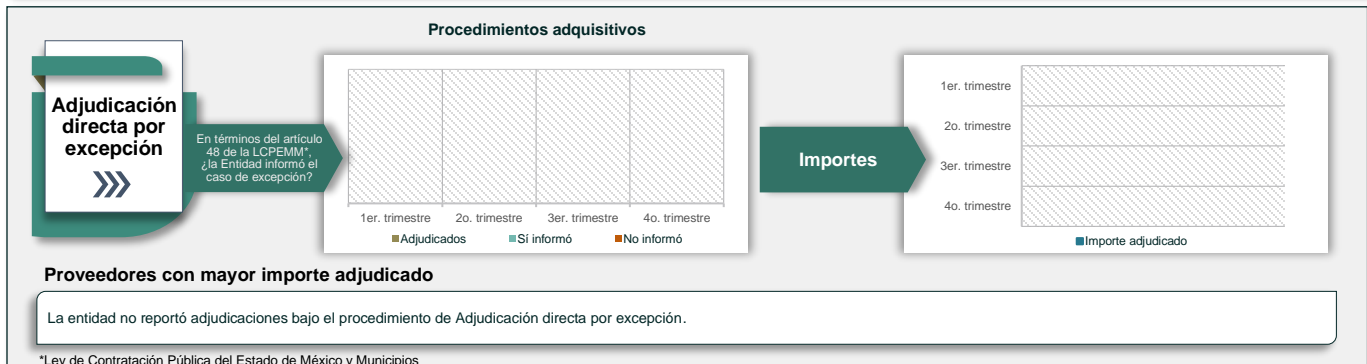 Procedimientos adquisitivos
Adjudicación
directa por
excepción
En términos del artículo
48 de la LCPEMM*,
¿la Entidad informó el
caso de excepción?
1er. trimestre 2o. trimestre 3er. trimestre 4o. trimestre
Adjudicados Sí informó No informó
Importes
1er. trimestre
2o. trimestre
3er. trimestre
4o. trimestre
Importe adjudicado
Proveedores con mayor importe adjudicado
La entidad no reportó adjudicaciones bajo el procedimiento de Adjudicación directa por excepción.
*Ley de Contratación Pública del Estado de México y Municipios